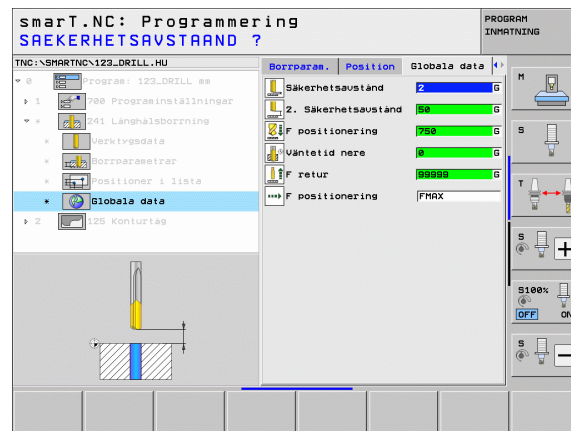 smarT.NC: Programmering
SAEKERHETSAVSTAAND ?
PROGRAM
INMATNING
TNC:\SMARTNC\123_DRILL.HU
0 Program: 123_DRILL mm
1 700 Programinställningar
* 241 Långhålsborrning
* Verktygsdata
* Borrparametrar
* Positioner i lista
* Globala data
2 125 Konturtåg
Borrparam. Position Globala data
Säkerhetsavstånd 2 G
2. Säkerhetsavstånd 50 G
F positionering 750 G
Väntetid nere 0 G
F retur 99999 G
F positionering FMAX
M
S
T
S
S100%
OFF ON
S